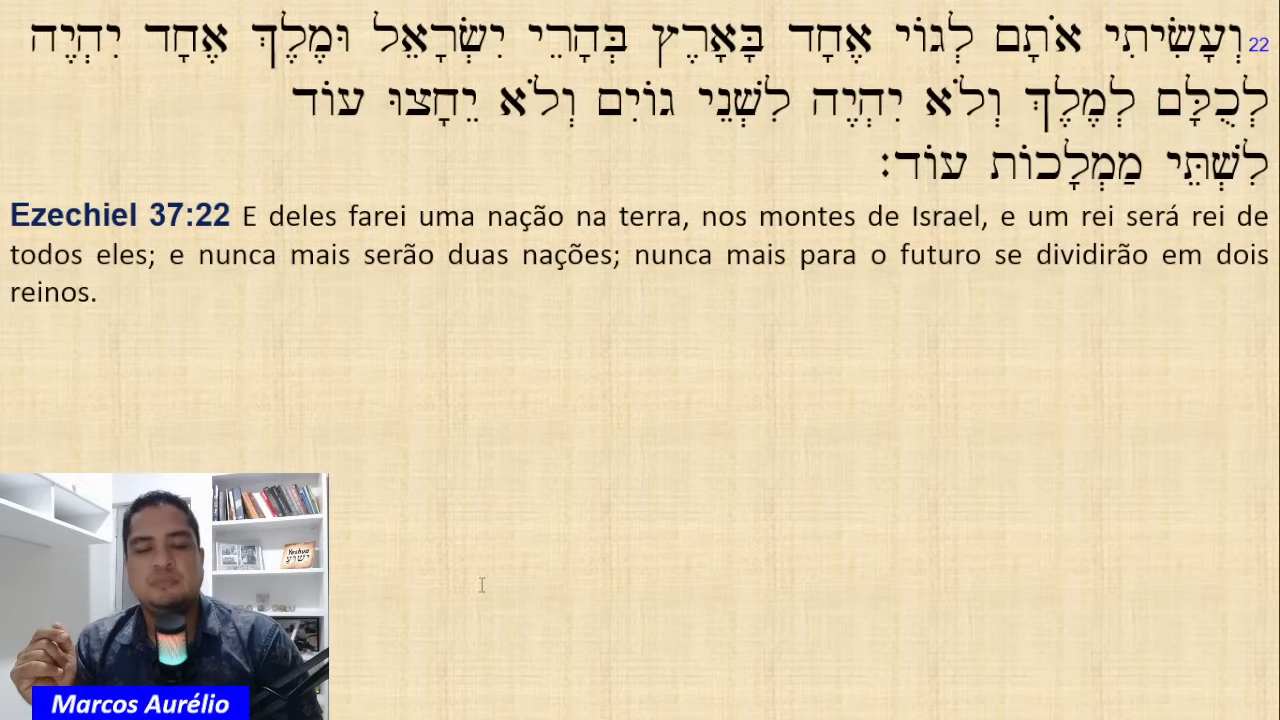 22 וְעָשִׂיתִי אֹתָם לְגוֹי אֶחָד בָּאָרֶץ בְּהָרֵי יִשְׂרָאֵל וּמֶלֶךְ אֶחָד יִהְיֶה
לְכֻלָּם לְמֶלֶךְ וְלֹא יִהְיֶה לִשְׁנֵי גוֹיִם וְלֹא יֵחָצוּ עוֹד
לִשְׁתֵּי מַמְלָכוֹת עוֹד׃
Ezechiel 37:22 E deles farei uma nação na terra, nos montes de Israel, e um rei será rei de
todos eles; e nunca mais serão duas nações; nunca mais para o futuro se dividirão em dois
reinos.
Yeshua
ישוע
Marcos Aurélio